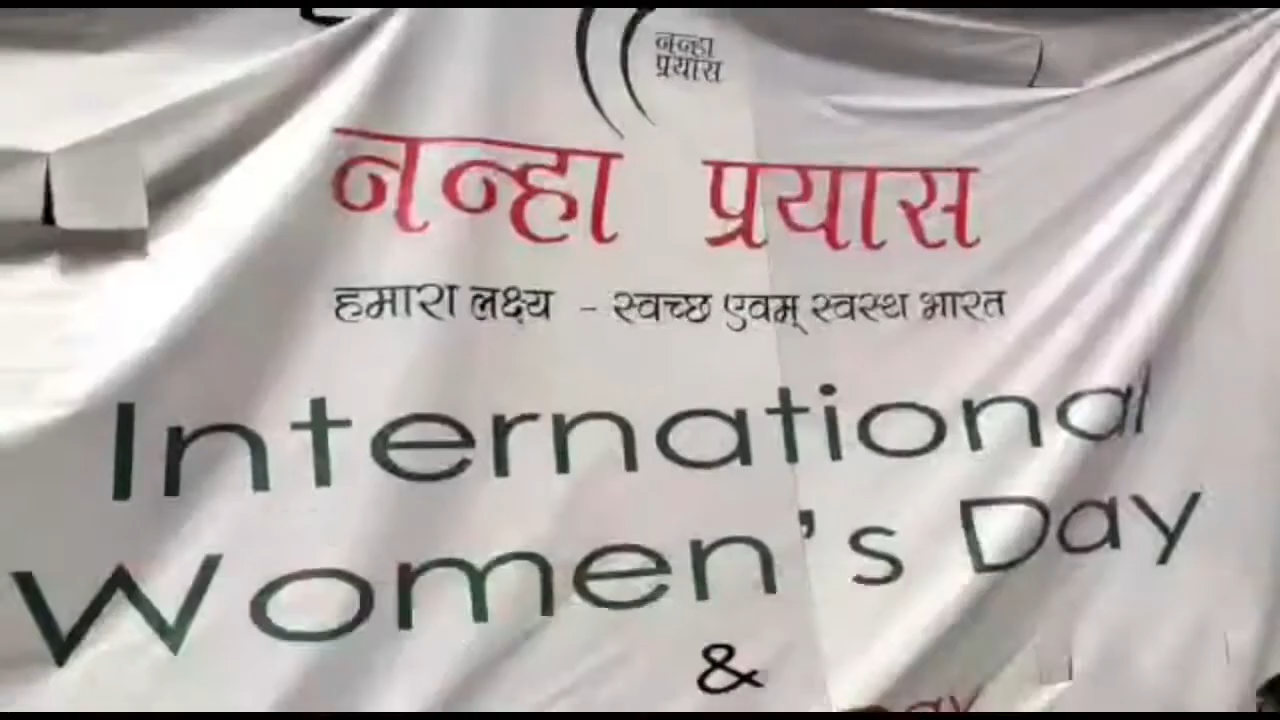 नन्हा
प्रयास
नन्हा प्रयास
हमारा लक्ष्य - स्वच्छ एवम् स्वस्थ भारत
International
Women's Day
&